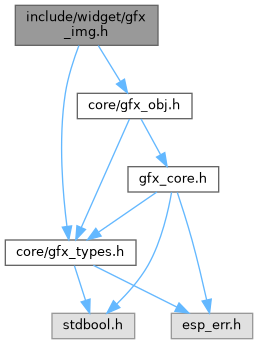 include/widget/gfx
_img.h
core/gfx_obj.h
gfx_core.h
core/gfx_types.h
stdbool.h
esp_err.h